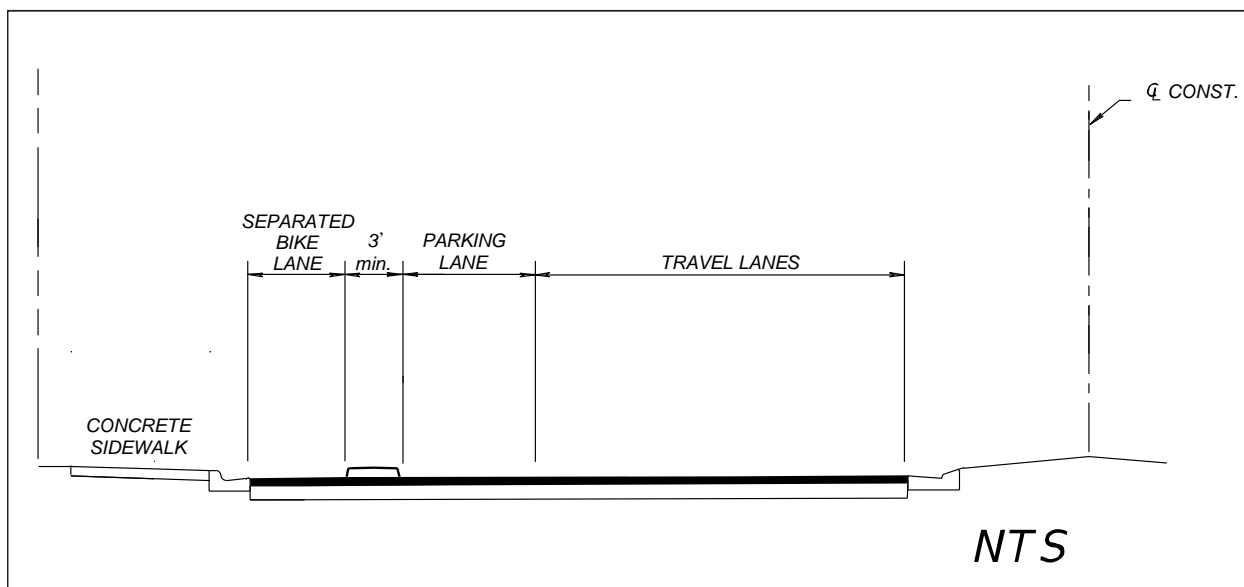 ℄ CONST.
SEPARATED
BIKE
LANE
3'
min.
PARKING
LANE
TRAVEL LANES
CONCRETE
SIDEWALK
NTS